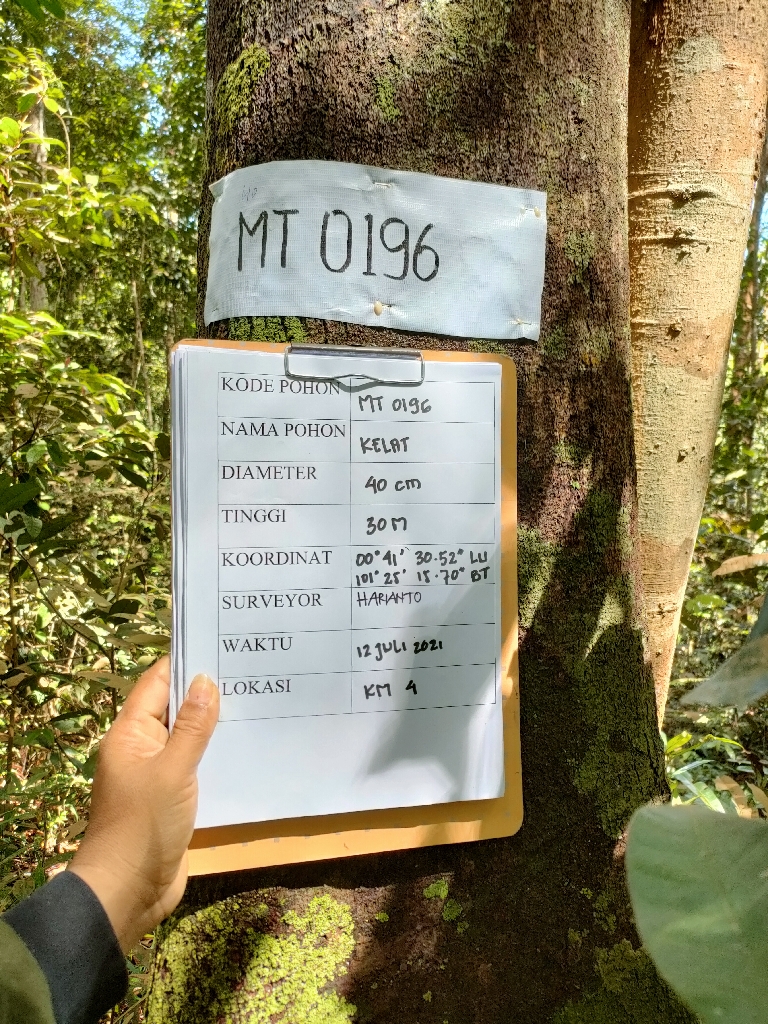 MT 0196
KODE POHON MT 0196
NAMA POHON KELAT
DIAMETER 40 cm
TINGGI 30 M
KOORDINAT 00° 41' 30.52" LU
101° 25' 15.70" BT
SURVEYOR HARIANTO
WAKTU 12 JULI 2021
LOKASI KM 4